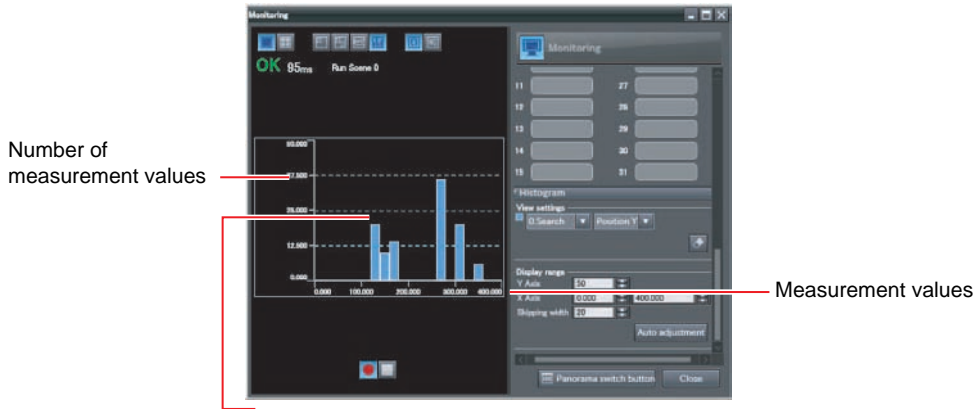 Monitoring
OK 95ms Run Scene 0
Monitoring
11 27
12 28
13 29
14 30
15 31
Number of
measurement values
50.000
37.500
25.000
12.500
0.000
0.000 100.000 200.000 300.000 400.000
Histogram
View settings
0.Search Position Y
Display range
Y Axis 50
X Axis 0.000 400.000
Skipping width 20
Auto adjustment
Measurement values
Panorama switch button Close